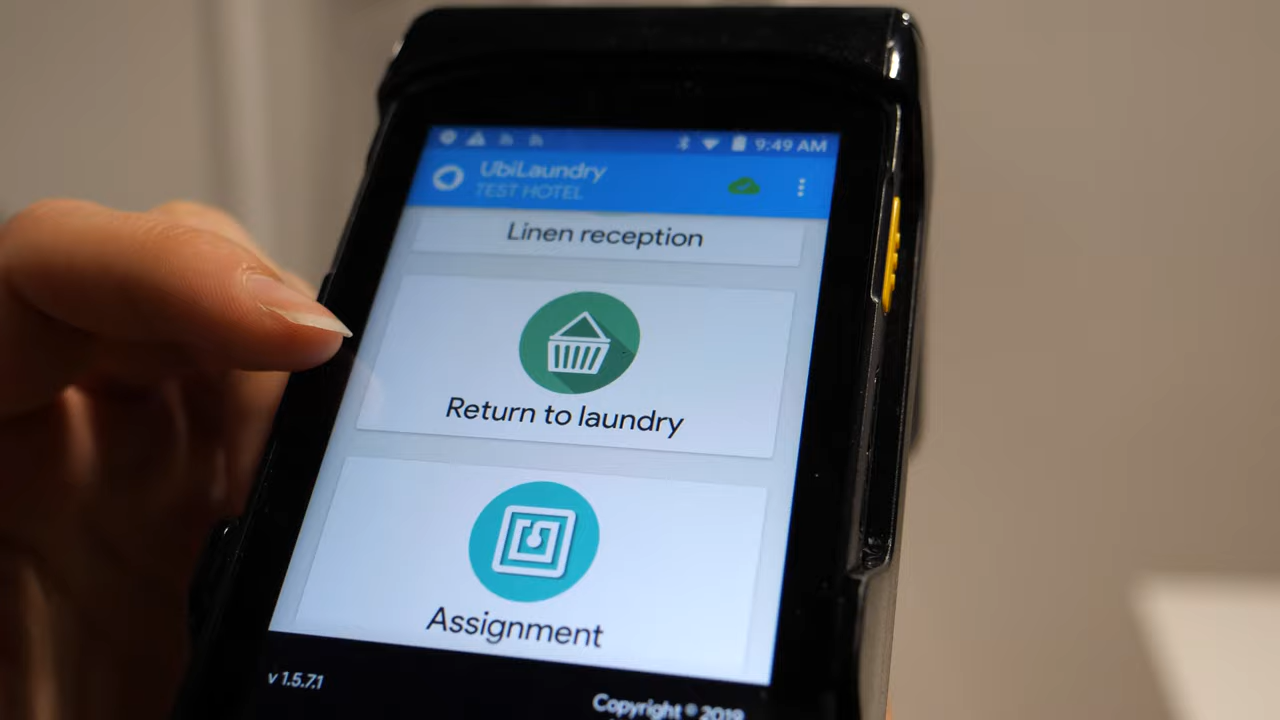 9:49 AM
UbiLaundry
TEST HOTEL
Linen reception
Return to laundry
Assignment
v 1.5.7.1
Copyright © 2019